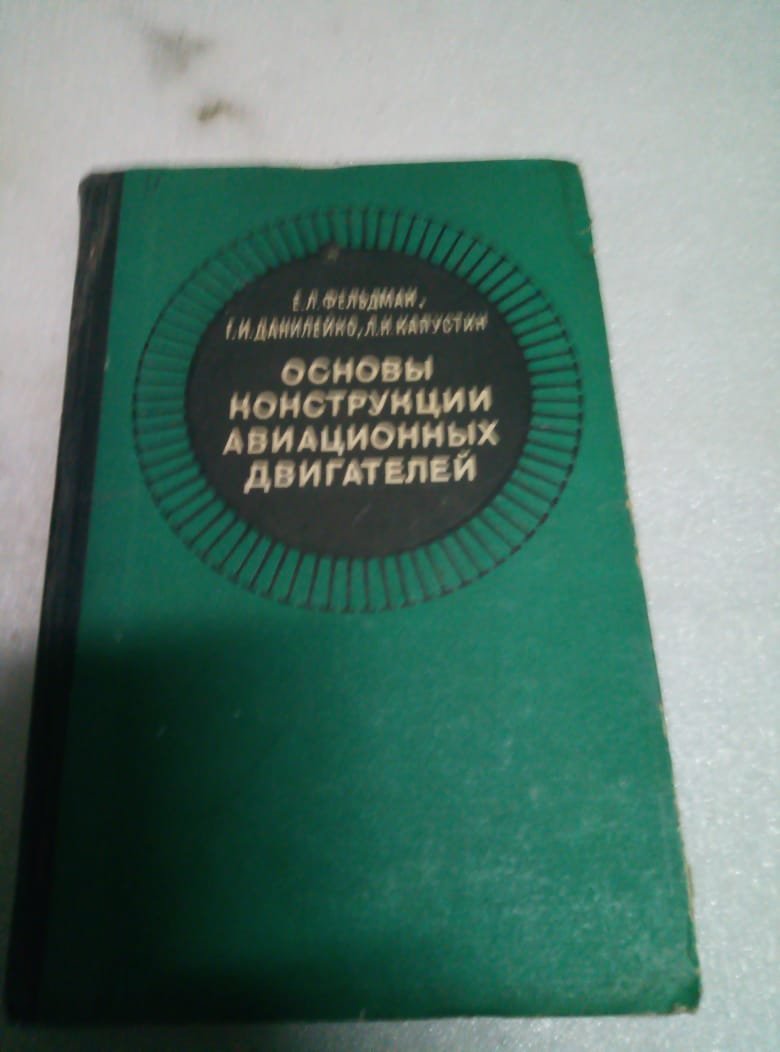 Е.Л.ФЕЛЬДМАН,
Г.И.ДАНИЛЕЙКО, Л.Н.КАПУСТИН
ОСНОВЫ
КОНСТРУКЦИИ
АВИАЦИОННЫХ
ДВИГАТЕЛЕЙ